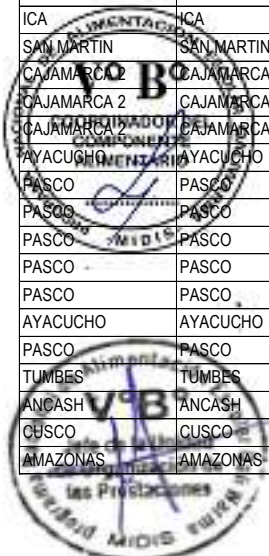 ICA ICA
SAN MARTIN SAN MARTIN
CAJAMARCA 2 CAJAMARCA
CAJAMARCA 2 CAJAMARCA
CAJAMARCA 2 CAJAMARCA
AYACUCHO AYACUCHO
PASCO PASCO
PASCO PASCO
PASCO PASCO
PASCO PASCO
PASCO PASCO
AYACUCHO AYACUCHO
PASCO PASCO
TUMBES TUMBES
ANCASH ANCASH
CUSCO CUSCO
AMAZONAS AMAZONAS
V° B°
COORDINADOR DEL
COMPONENTE
ALIMENTARIO
MIDIS
V° B°
las Prestaciones
MIDIS